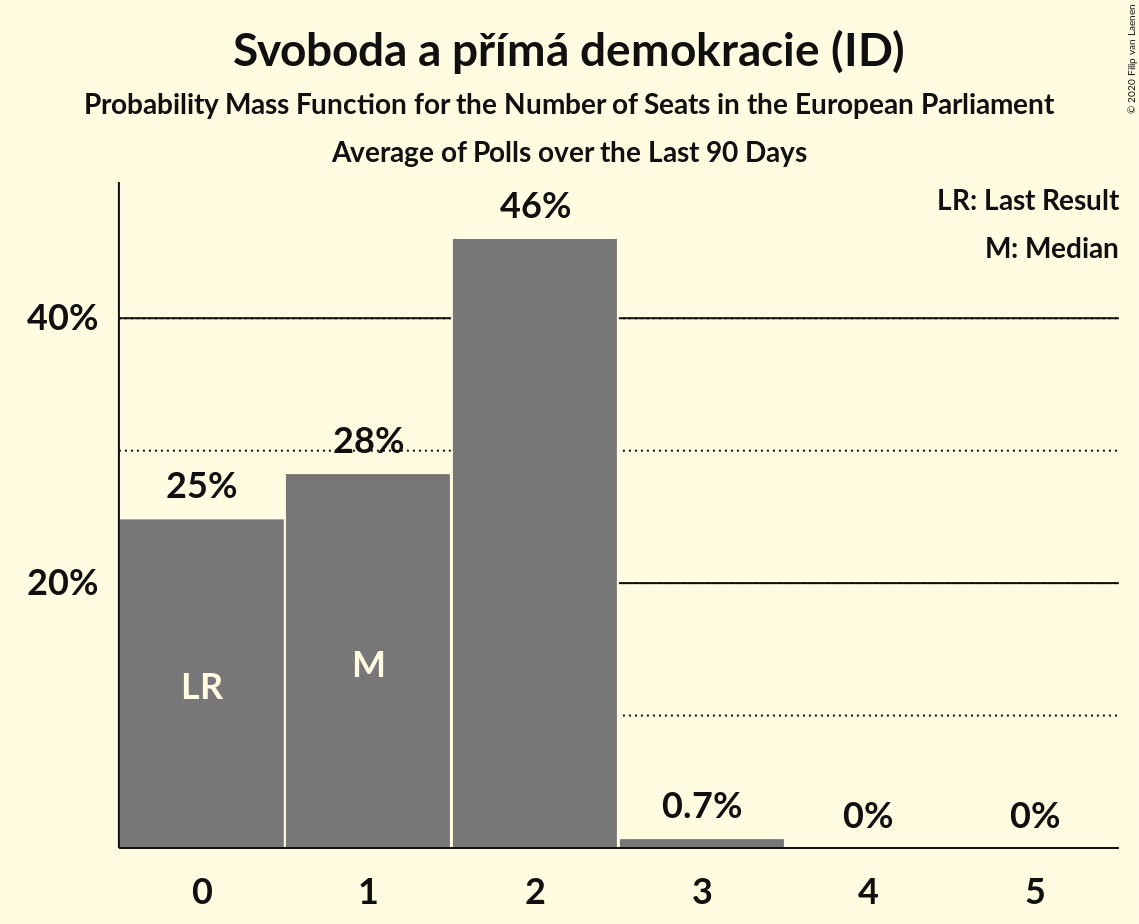 Svoboda a přímá demokracie (ID)
Probability Mass Function for the Number of Seats in the European Parliament
Average of Polls over the Last 90 Days
© 2020 Filip van Laenen
LR: Last Result
M: Median
46%
40%
28%
25%
20%
M
LR
0.7%
0%
0%
0 1 2 3 4 5